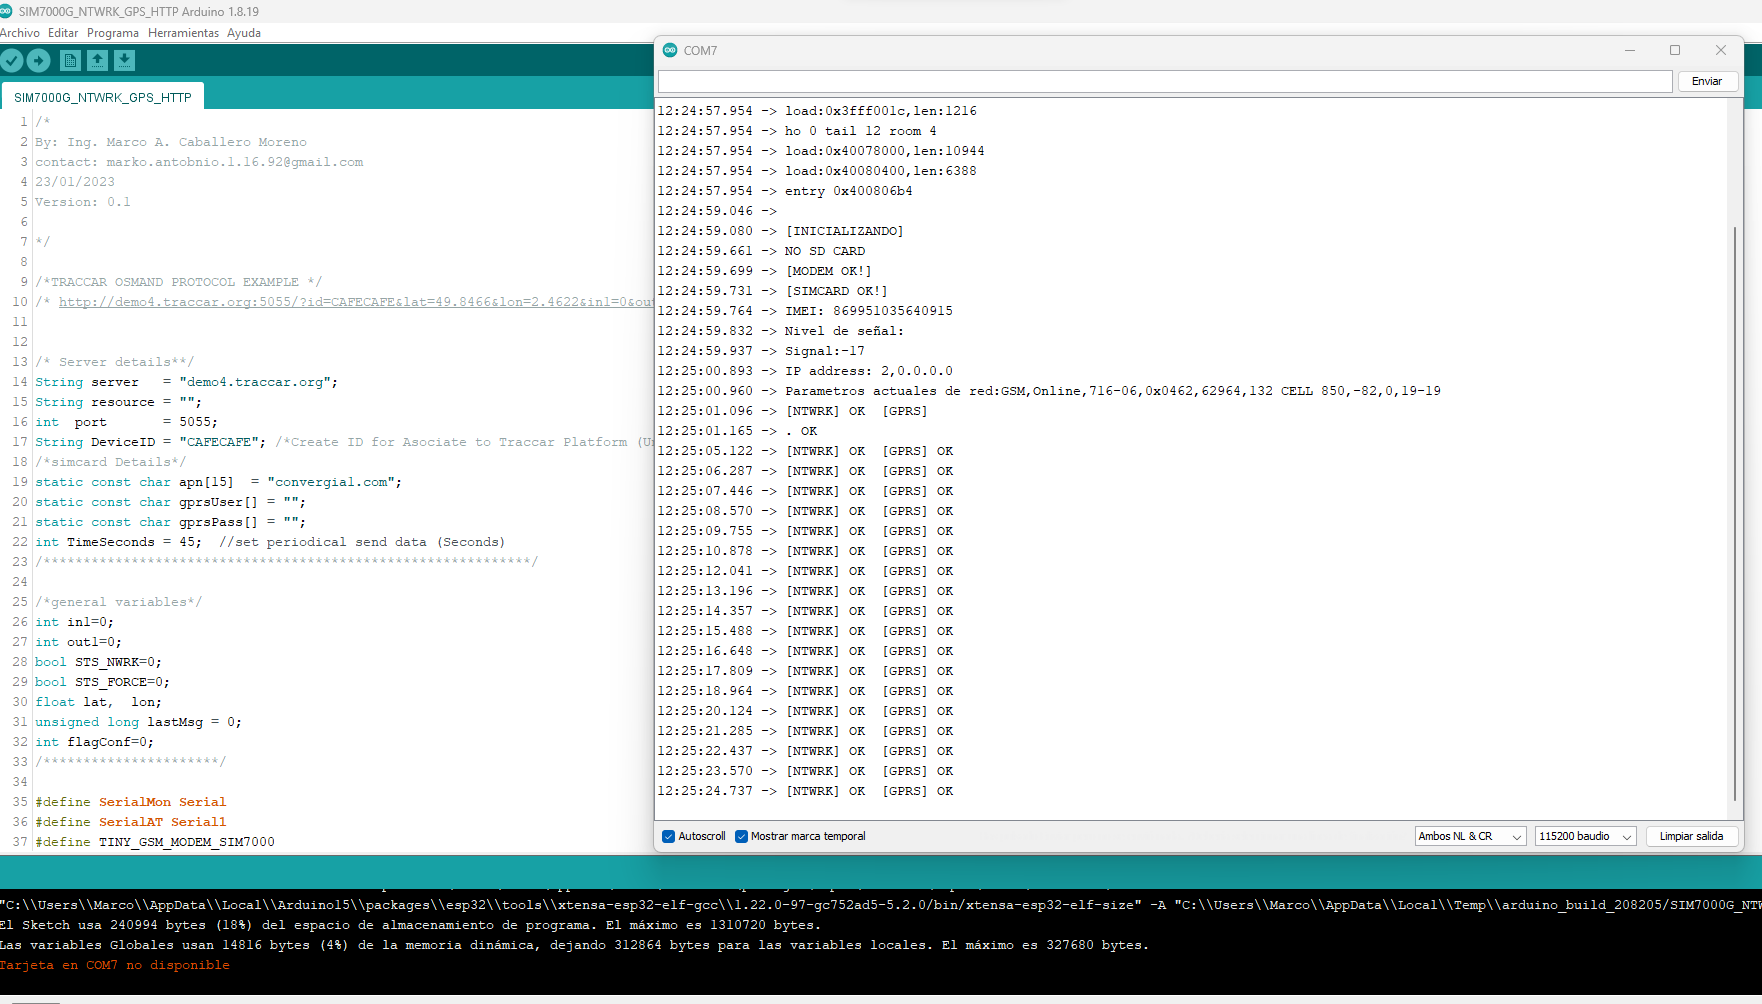 SIM7000G_NTWRK_GPS_HTTP Arduino 1.8.19
Archivo Editar Programa Herramientas Ayuda
SIM7000G_NTWRK_GPS_HTTP
1 /*
2 By: Ing. Marco A. Caballero Moreno
3 contact: marko.antobnio.1.16.92@gmail.com
4 23/01/2023
5 Version: 0.1
6
7 */
8
9 /*TRACCAR OSMAND PROTOCOL EXAMPLE */
10 /* http://demo4.traccar.org:5055/?id=CAFECAFE&lat=49.8466&lon=2.4622&in1=0&out
11
12
13 /* Server details**/
14 String server   = "demo4.traccar.org";
15 String resource = "";
16 int  port       = 5055;
17 String DeviceID = "CAFECAFE"; /*Create ID for Asociate to Traccar Platform (Un
18 /*simcard Details*/
19 static const char apn[15]  = "convergia1.com";
20 static const char gprsUser[] = "";
21 static const char gprsPass[] = "";
22 int TimeSeconds = 45;  //set periodical send data (Seconds)
23 /*************************************************************/
24
25 /*general variables*/
26 int in1=0;
27 int out1=0;
28 bool STS_NWRK=0;
29 bool STS_FORCE=0;
30 float lat,  lon;
31 unsigned long lastMsg = 0;
32 int flagConf=0;
33 /**********************/
34
35 #define SerialMon Serial
36 #define SerialAT Serial1
37 #define TINY_GSM_MODEM_SIM7000
COM7
Enviar
12:24:57.954 -> load:0x3fff001c,len:1216
12:24:57.954 -> ho 0 tail 12 room 4
12:24:57.954 -> load:0x40078000,len:10944
12:24:57.954 -> load:0x40080400,len:6388
12:24:57.954 -> entry 0x400806b4
12:24:59.046 ->
12:24:59.080 -> [INICIALIZANDO]
12:24:59.661 -> NO SD CARD
12:24:59.699 -> [MODEM OK!]
12:24:59.731 -> [SIMCARD OK!]
12:24:59.764 -> IMEI: 869951035640915
12:24:59.832 -> Nivel de señal:
12:24:59.937 -> Signal:-17
12:25:00.893 -> IP address: 2,0.0.0.0
12:25:00.960 -> Parametros actuales de red:GSM,Online,716-06,0x0462,62964,132 CELL 850,-82,0,19-19
12:25:01.096 -> [NTWRK] OK  [GPRS]
12:25:01.165 -> . OK
12:25:05.122 -> [NTWRK] OK  [GPRS] OK
12:25:06.287 -> [NTWRK] OK  [GPRS] OK
12:25:07.446 -> [NTWRK] OK  [GPRS] OK
12:25:08.570 -> [NTWRK] OK  [GPRS] OK
12:25:09.755 -> [NTWRK] OK  [GPRS] OK
12:25:10.878 -> [NTWRK] OK  [GPRS] OK
12:25:12.041 -> [NTWRK] OK  [GPRS] OK
12:25:13.196 -> [NTWRK] OK  [GPRS] OK
12:25:14.357 -> [NTWRK] OK  [GPRS] OK
12:25:15.488 -> [NTWRK] OK  [GPRS] OK
12:25:16.648 -> [NTWRK] OK  [GPRS] OK
12:25:17.809 -> [NTWRK] OK  [GPRS] OK
12:25:18.964 -> [NTWRK] OK  [GPRS] OK
12:25:20.124 -> [NTWRK] OK  [GPRS] OK
12:25:21.285 -> [NTWRK] OK  [GPRS] OK
12:25:22.437 -> [NTWRK] OK  [GPRS] OK
12:25:23.570 -> [NTWRK] OK  [GPRS] OK
12:25:24.737 -> [NTWRK] OK  [GPRS] OK
Autoscroll Mostrar marca temporal Ambos NL & CR 115200 baudio Limpiar salida
"C:\\Users\\Marco\\AppData\\Local\\Arduino15\\packages\\esp32\\tools\\xtensa-esp32-elf-gcc\\1.22.0-97-gc752ad5-5.2.0/bin/xtensa-esp32-elf-size" -A "C:\\Users\\Marco\\AppData\\Local\\Temp\\arduino_build_208205/SIM7000G_NTW
El Sketch usa 240994 bytes (18%) del espacio de almacenamiento de programa. El máximo es 1310720 bytes.
Las variables Globales usan 14816 bytes (4%) de la memoria dinámica, dejando 312864 bytes para las variables locales. El máximo es 327680 bytes.
Tarjeta en COM7 no disponible